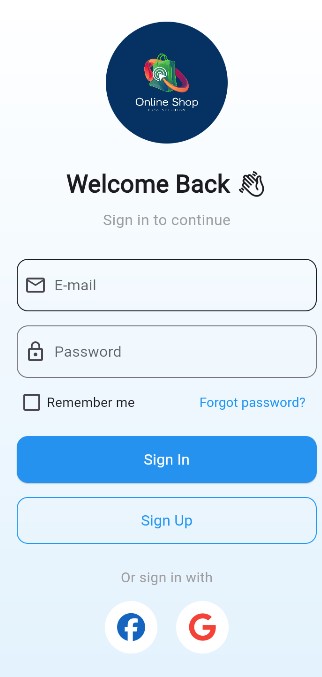 Online Shop
Welcome Back 👋
Sign in to continue
E-mail
Password
Remember me
Forgot password?
Sign In
Sign Up
Or sign in with